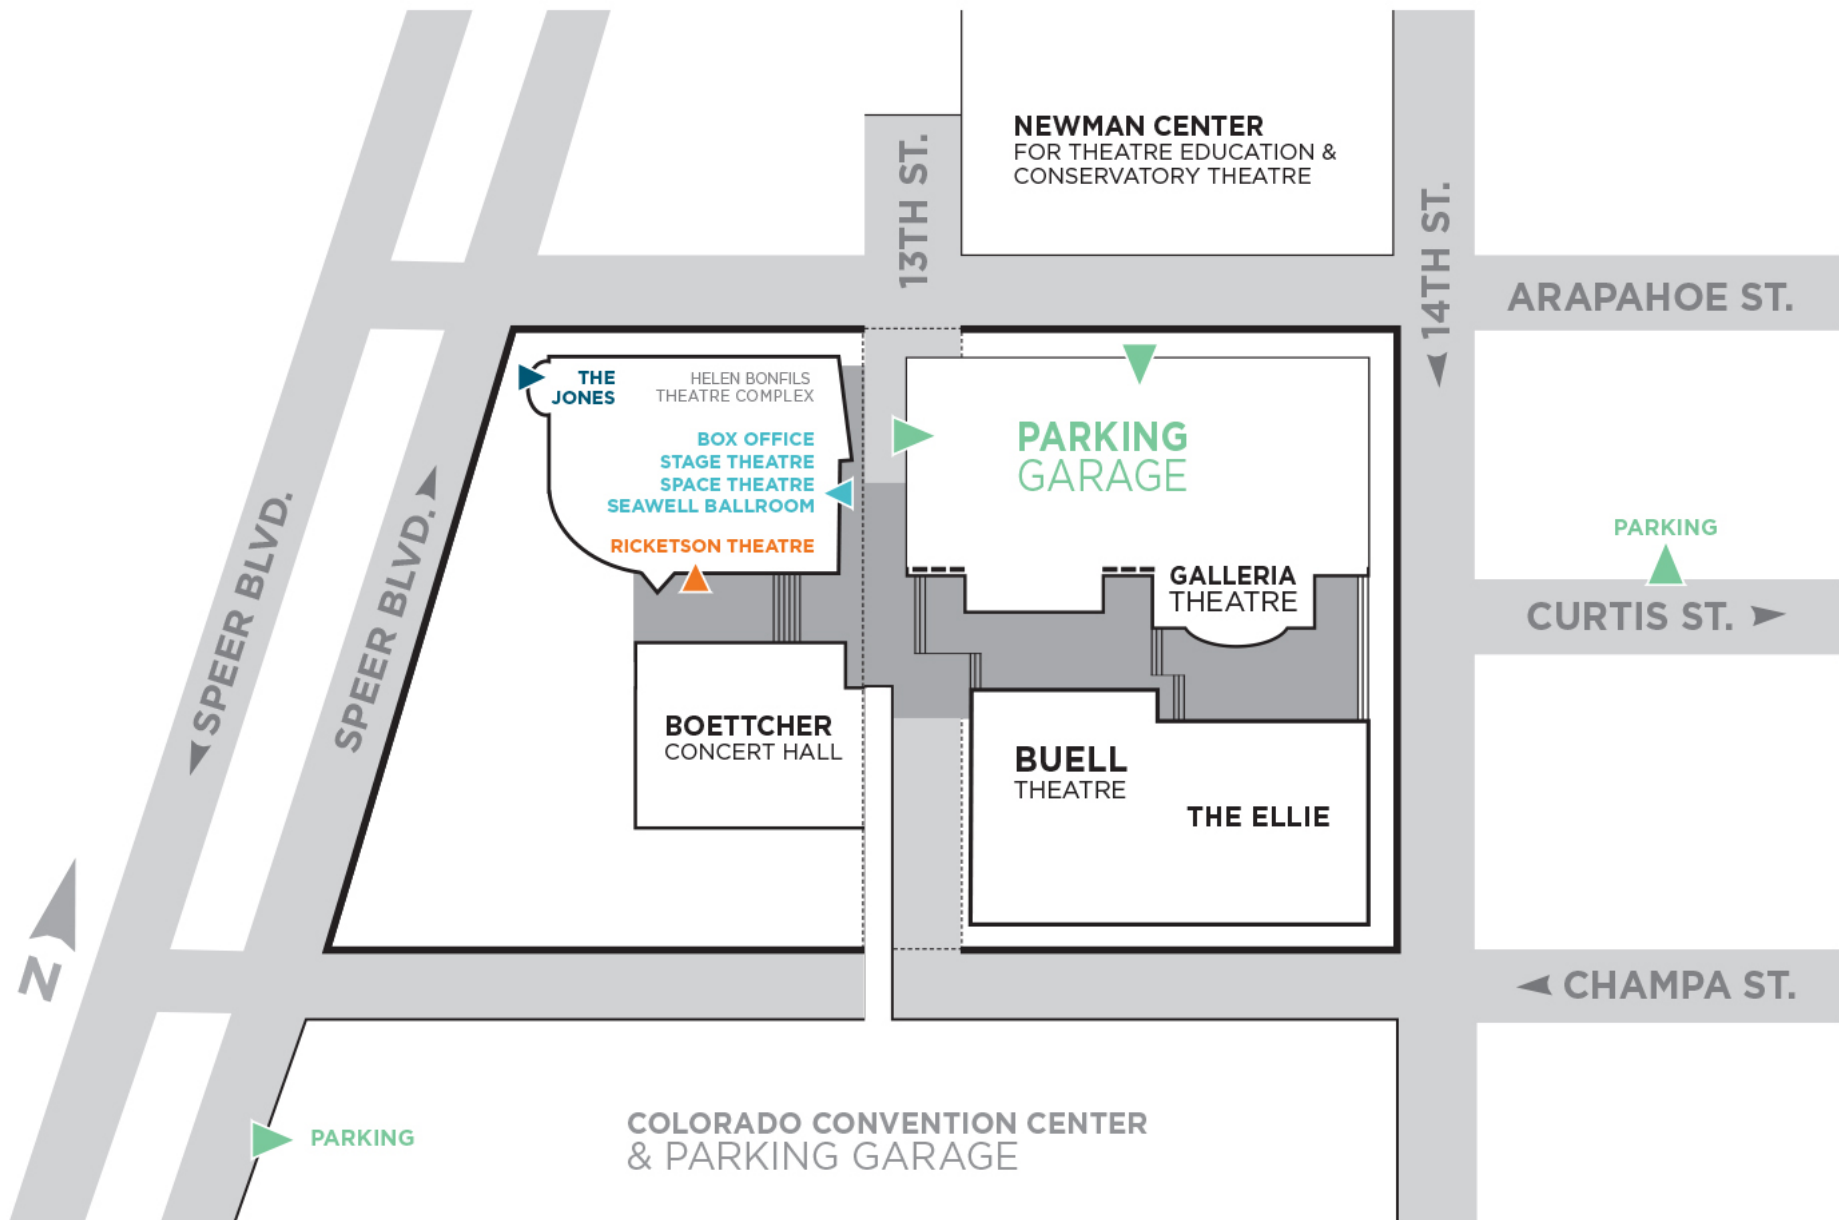 NEWMAN CENTER
FOR THEATRE EDUCATION &
CONSERVATORY THEATRE
13TH ST.
14TH ST.
ARAPAHOE ST.
THE
JONES
HELEN BONFILS
THEATRE COMPLEX
BOX OFFICE
STAGE THEATRE
SPACE THEATRE
SEAWELL BALLROOM
RICKETSON THEATRE
PARKING
GARAGE
GALLERIA
THEATRE
PARKING
CURTIS ST.
SPEER BLVD.
SPEER BLVD.
BOETTCHER
CONCERT HALL
BUELL
THEATRE
THE ELLIE
N
CHAMPA ST.
PARKING
COLORADO CONVENTION CENTER
& PARKING GARAGE